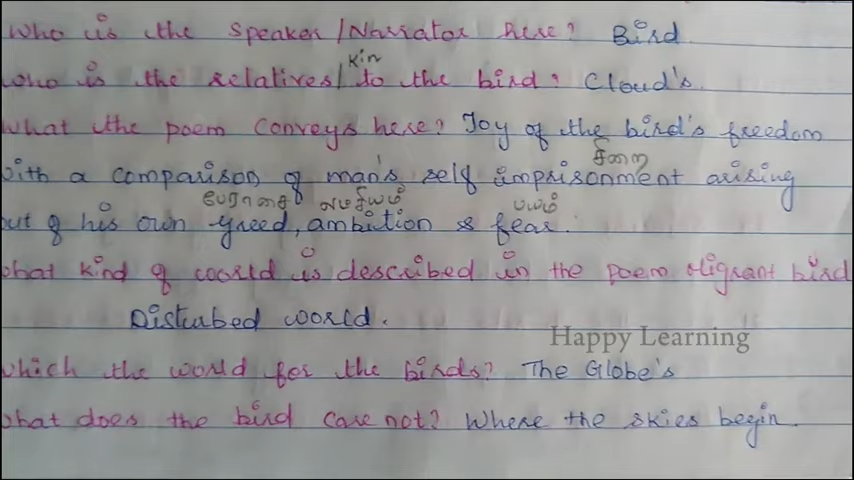 Who is the speaker/Narrator here? Bird.
kin
who is the relatives/ to the bird? Cloud's.
what the poem conveys here? Joy of the bird's freedom
சிறை
with a comparison of man's self imprisonment arising
பேராசை லட்சியம் பயம்
out of his own greed, ambition & fear.
what kind of world is described in the poem Migrant bird
Disturbed world.
Happy Learning
which the world for the birds? The Globe's
what does the bird care not? Where the skies begin.